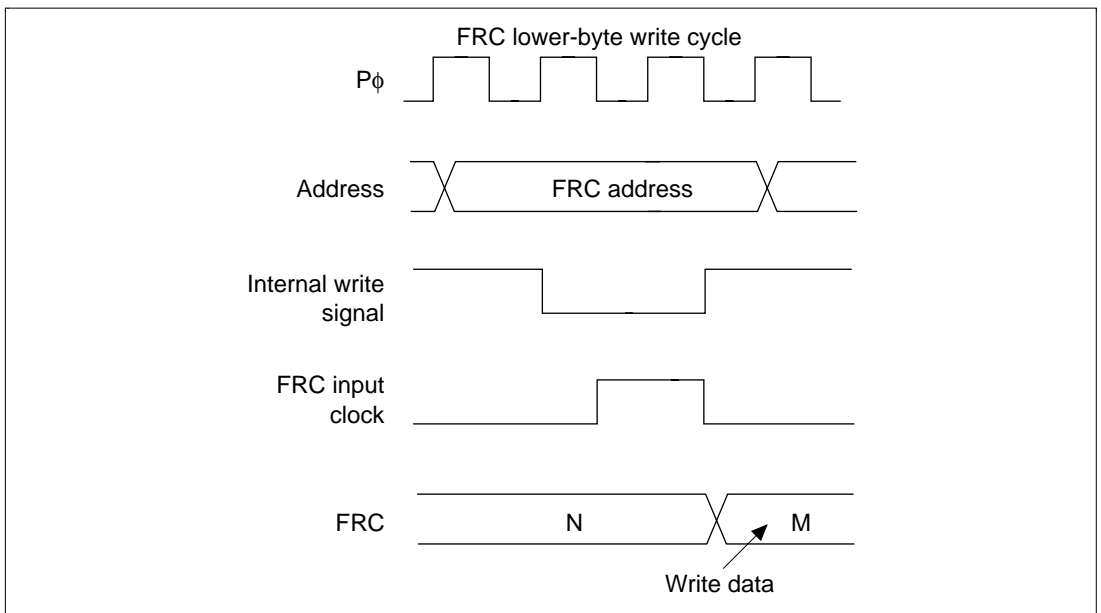 FRC lower-byte write cycle
Pϕ
Address
FRC address
Internal write
signal
FRC input
clock
FRC
N
M
Write data